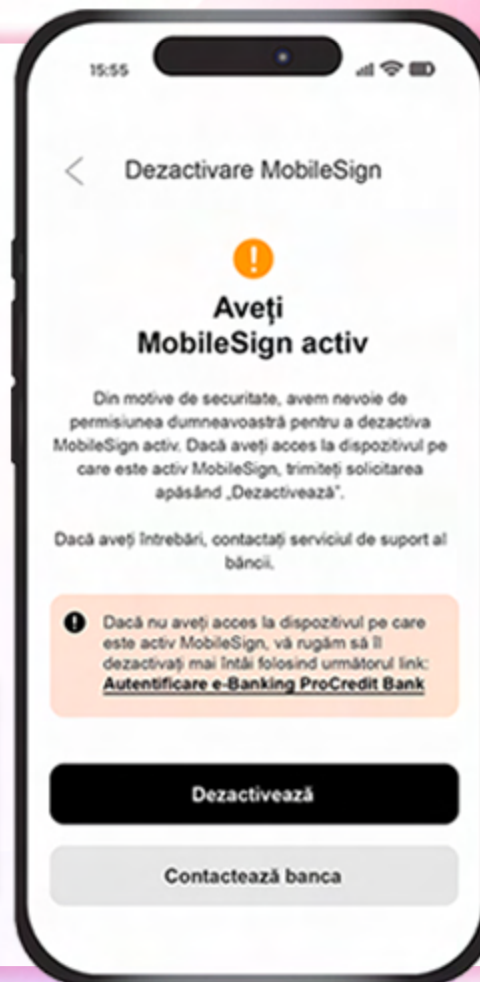 15:55
Dezactivare MobileSign
Aveți
MobileSign activ
Din motive de securitate, avem nevoie de
permisiunea dumneavoastră pentru a dezactiva
MobileSign activ. Dacă aveți acces la dispozitivul pe
care este activ MobileSign, trimiteți solicitarea
apăsând „Dezactivează”.
Dacă aveți întrebări, contactați serviciul de suport al
băncii.
Dacă nu aveți acces la dispozitivul pe care
este activ MobileSign, vă rugăm să îl
dezactivați mai întâi folosind următorul link:
Autentificare e-Banking ProCredit Bank
Dezactivează
Contactează banca